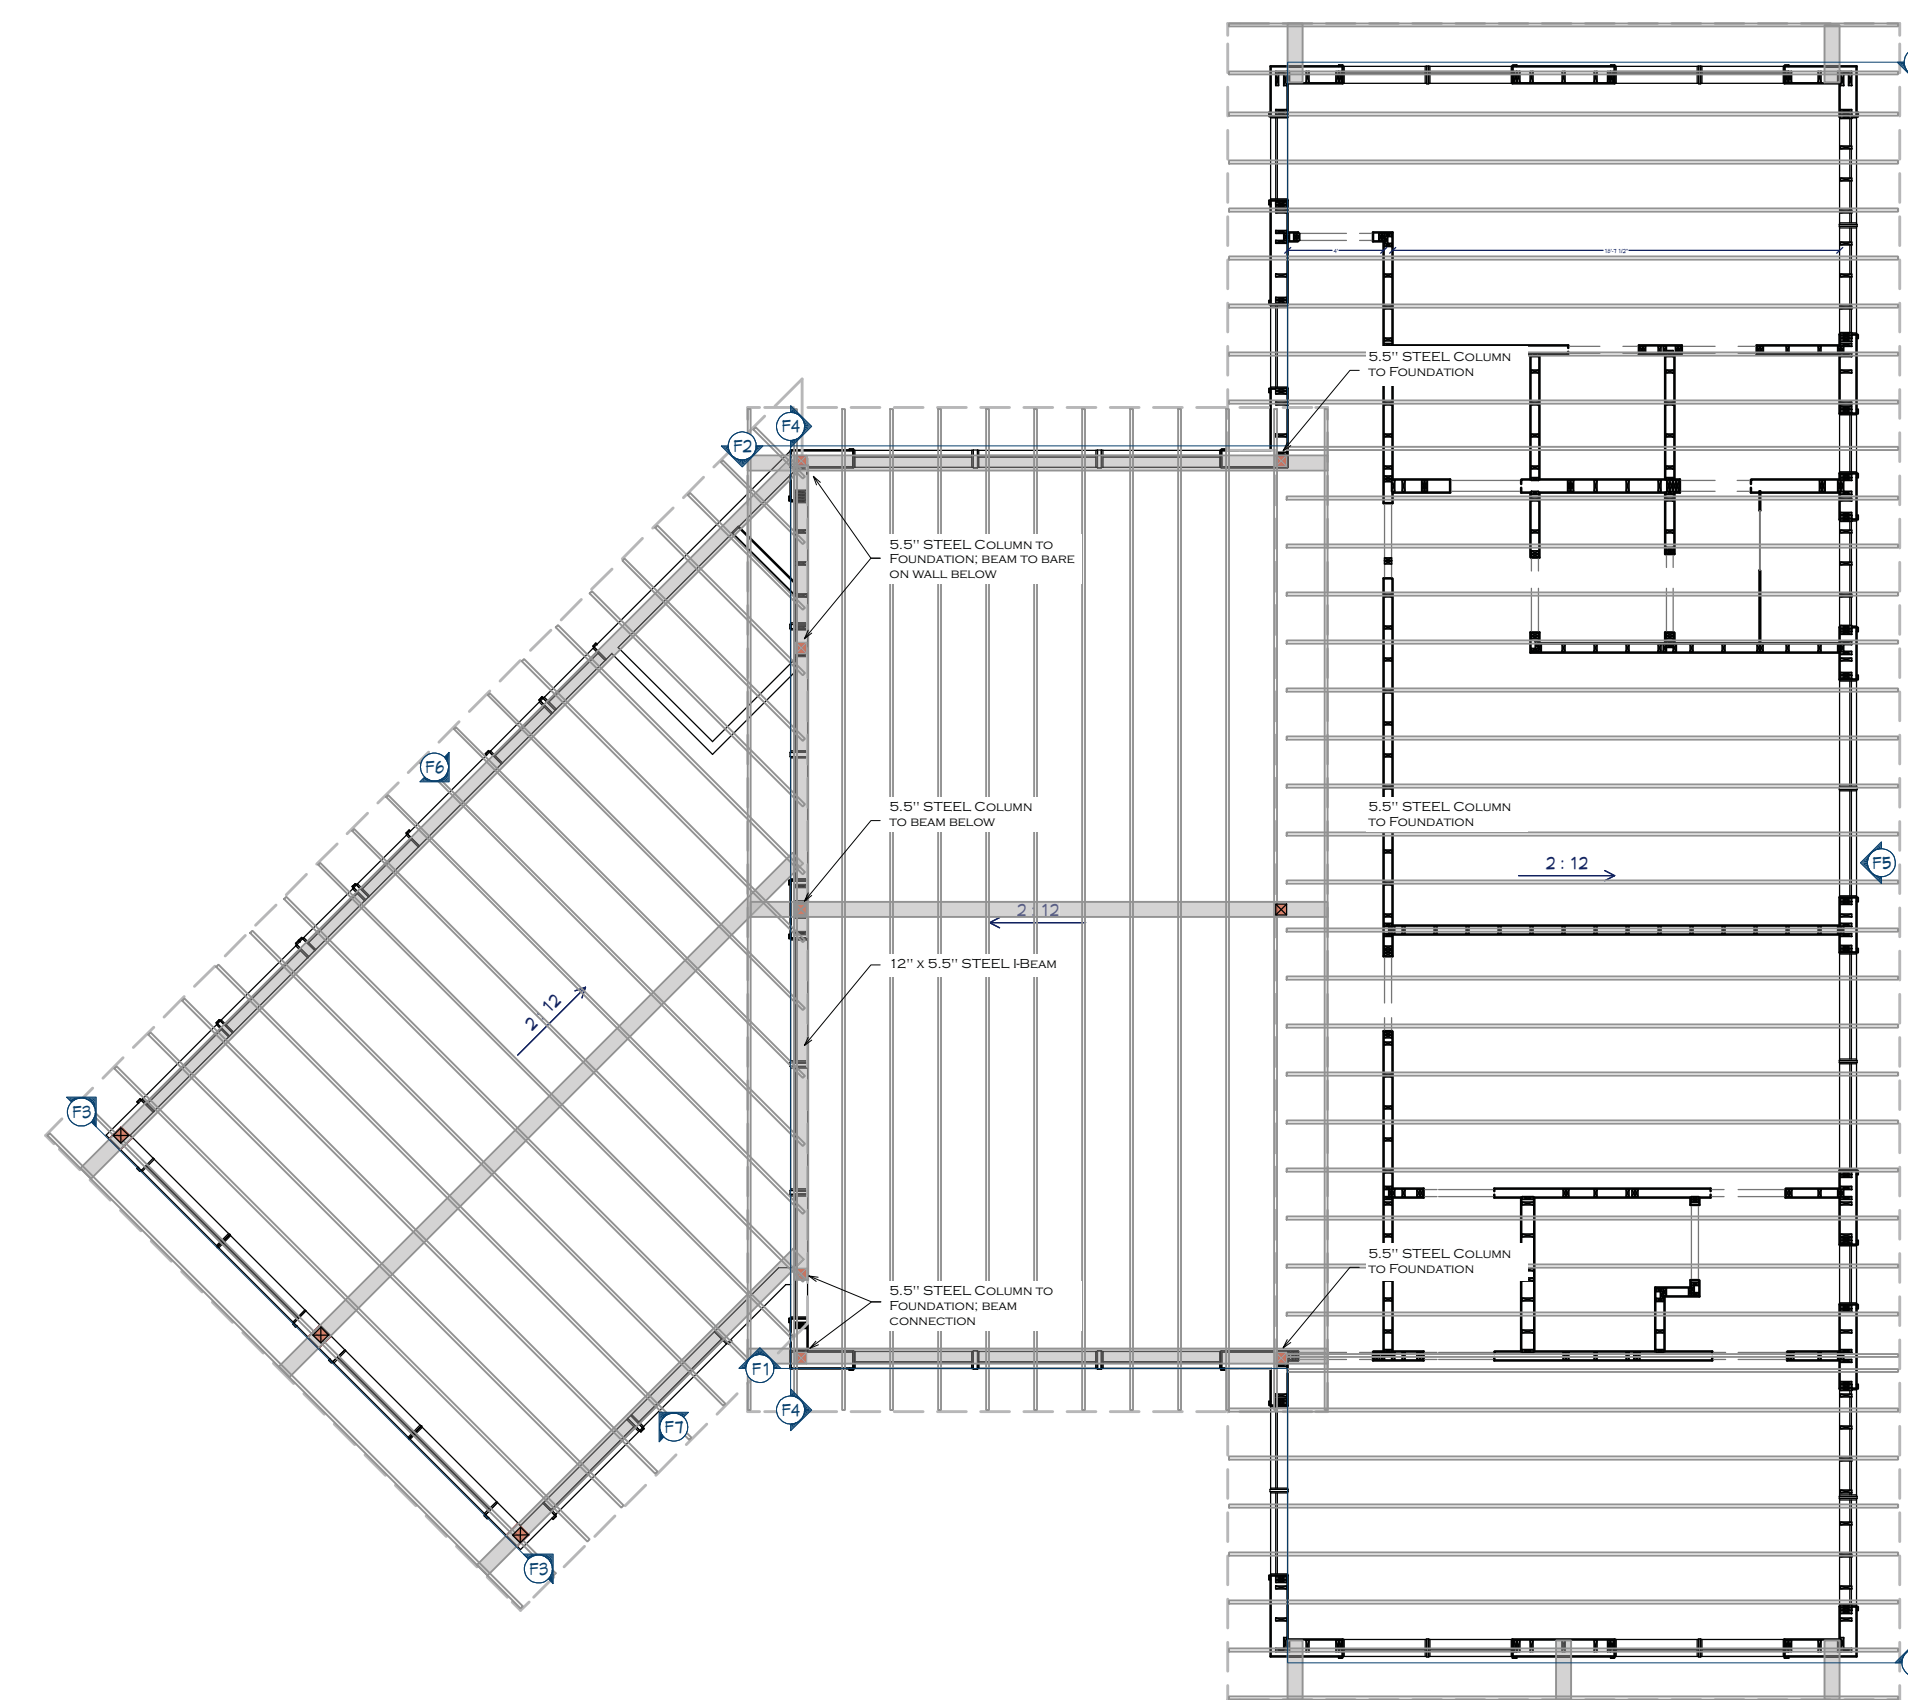 4'
5.5" STEEL Column
to Foundation
F4
F2
5.5" STEEL Column to
Foundation; beam to bare
on wall below
F6
5.5" STEEL Column
to beam below
5.5" STEEL Column
to Foundation
2 : 12
F5
2 : 12
12" x 5.5" STEEL I-Beam
2 : 12
F3
5.5" STEEL Column
to Foundation
5.5" STEEL Column to
Foundation; beam
connection
F1
F4
F7
F3